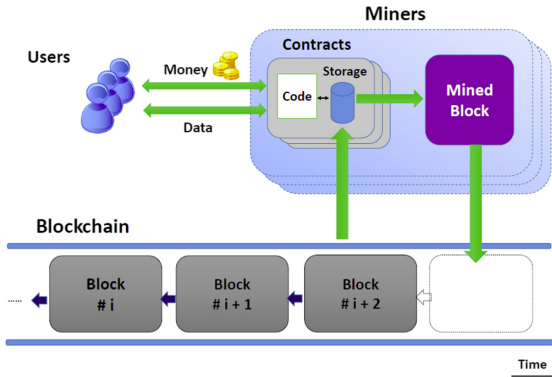 Miners
Users
Contracts
Money
Storage
Code
Mined
Block
Data
Blockchain
Block
# i
Block
# i + 1
Block
# i + 2
......
Time